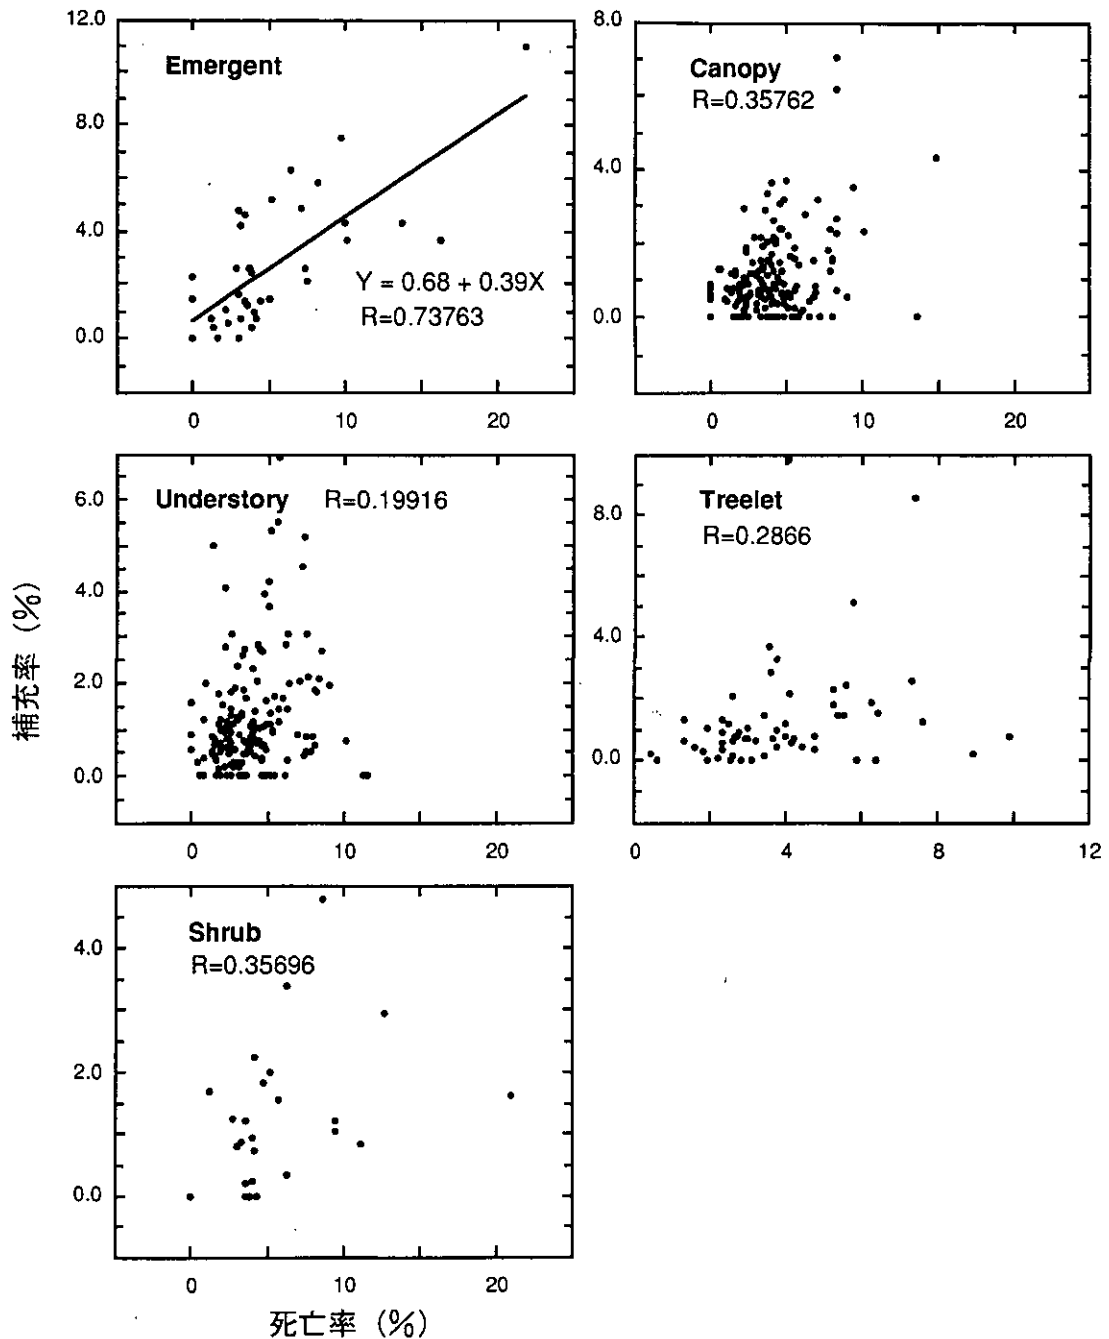 12.0
8.0
4.0
0.0
Emergent
Y = 0.68 + 0.39X
R=0.73763
0 10 20
8.0
4.0
0.0
Canopy
R=0.35762
0 10 20
6.0
4.0
2.0
0.0
Understory R=0.19916
0 10 20
8.0
4.0
0.0
Treelet
R=0.2866
0 4 8 12
補充率 (%)
4.0
2.0
0.0
Shrub
R=0.35696
0 10 20
死亡率 (%)